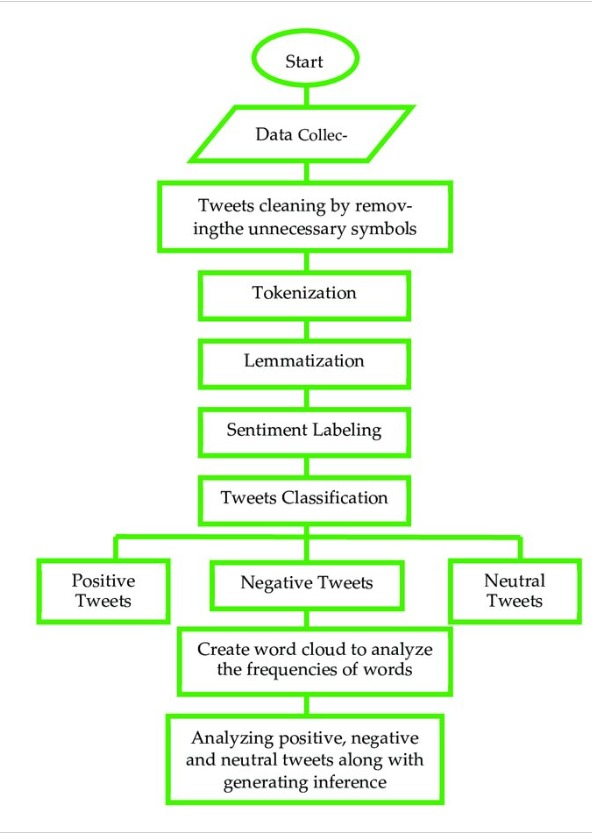 Start
Data Collec-
Tweets cleaning by remov-
ingthe unnecessary symbols
Tokenization
Lemmatization
Sentiment Labeling
Tweets Classification
Positive
Tweets
Negative Tweets
Neutral
Tweets
Create word cloud to analyze
the frequencies of words
Analyzing positive, negative
and neutral tweets along with
generating inference